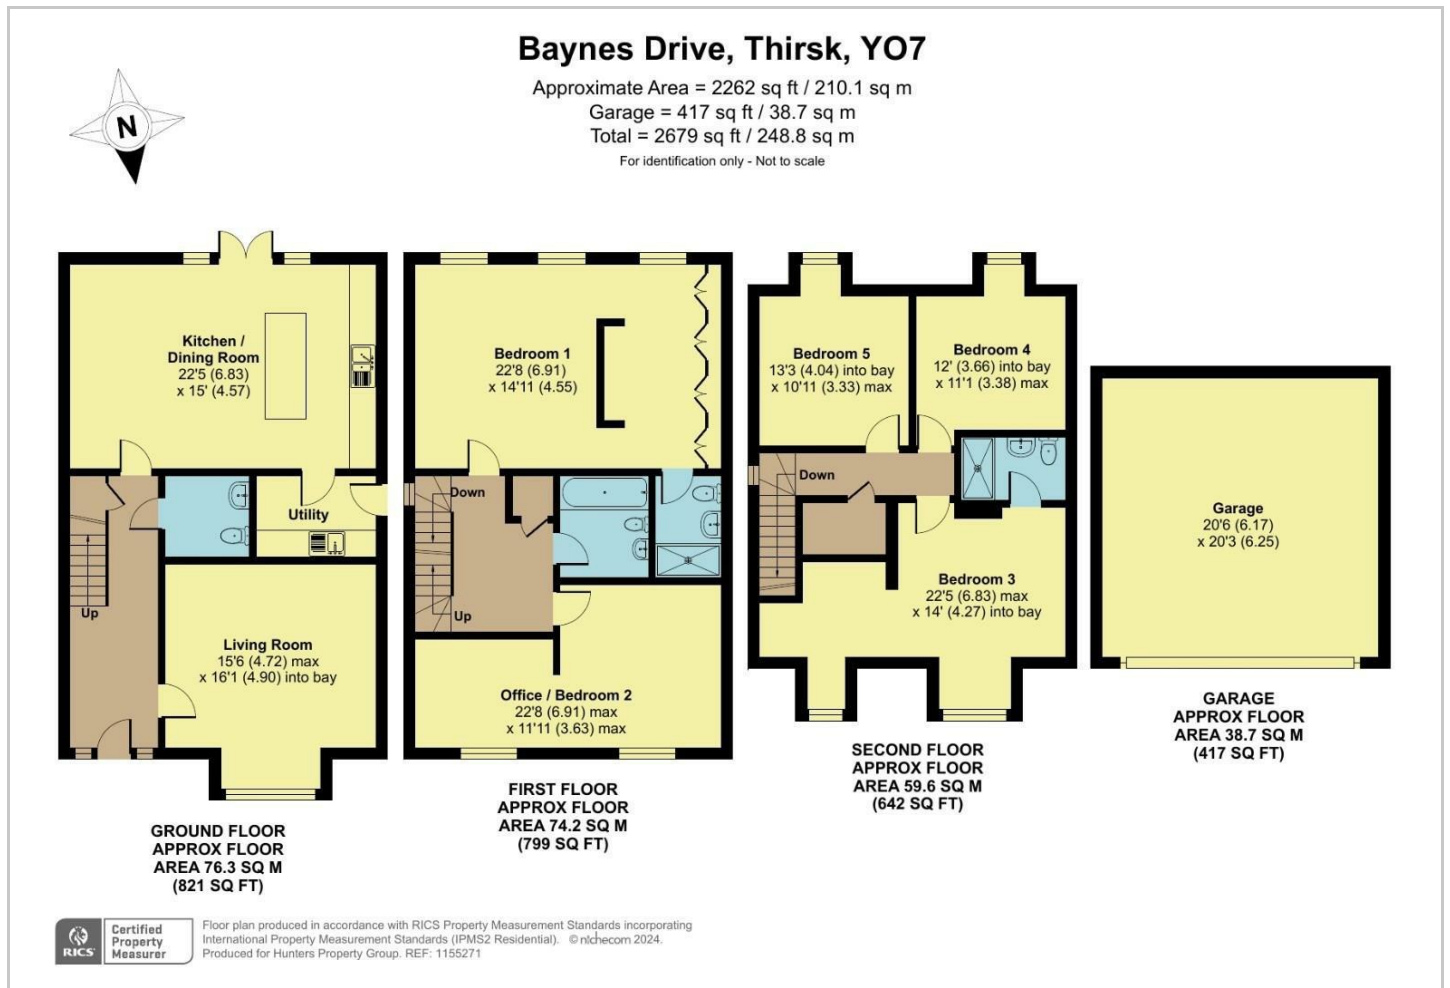 Baynes Drive, Thirsk, YO7
Approximate Area = 2262 sq ft / 210.1 sq m
Garage = 417 sq ft / 38.7 sq m
Total = 2679 sq ft / 248.8 sq m
For identification only - Not to scale
N
Kitchen /
Dining Room
22'5 (6.83)
x 15' (4.57)
Utility
Up
Living Room
15'6 (4.72) max
x 16'1 (4.90) into bay
GROUND FLOOR
APPROX FLOOR
AREA 76.3 SQ M
(821 SQ FT)
Bedroom 1
22'8 (6.91)
x 14'11 (4.55)
Down
Up
Office / Bedroom 2
22'8 (6.91) max
x 11'11 (3.63) max
FIRST FLOOR
APPROX FLOOR
AREA 74.2 SQ M
(799 SQ FT)
Bedroom 5
13'3 (4.04) into bay
x 10'11 (3.33) max
Bedroom 4
12' (3.66) into bay
x 11'1 (3.38) max
Down
Bedroom 3
22'5 (6.83) max
x 14' (4.27) into bay
SECOND FLOOR
APPROX FLOOR
AREA 59.6 SQ M
(642 SQ FT)
Garage
20'6 (6.17)
x 20'3 (6.25)
GARAGE
APPROX FLOOR
AREA 38.7 SQ M
(417 SQ FT)
RICS
Certified
Property
Measurer
Floor plan produced in accordance with RICS Property Measurement Standards incorporating
International Property Measurement Standards (IPMS2 Residential). © nichecom 2024.
Produced for Hunters Property Group. REF: 1155271